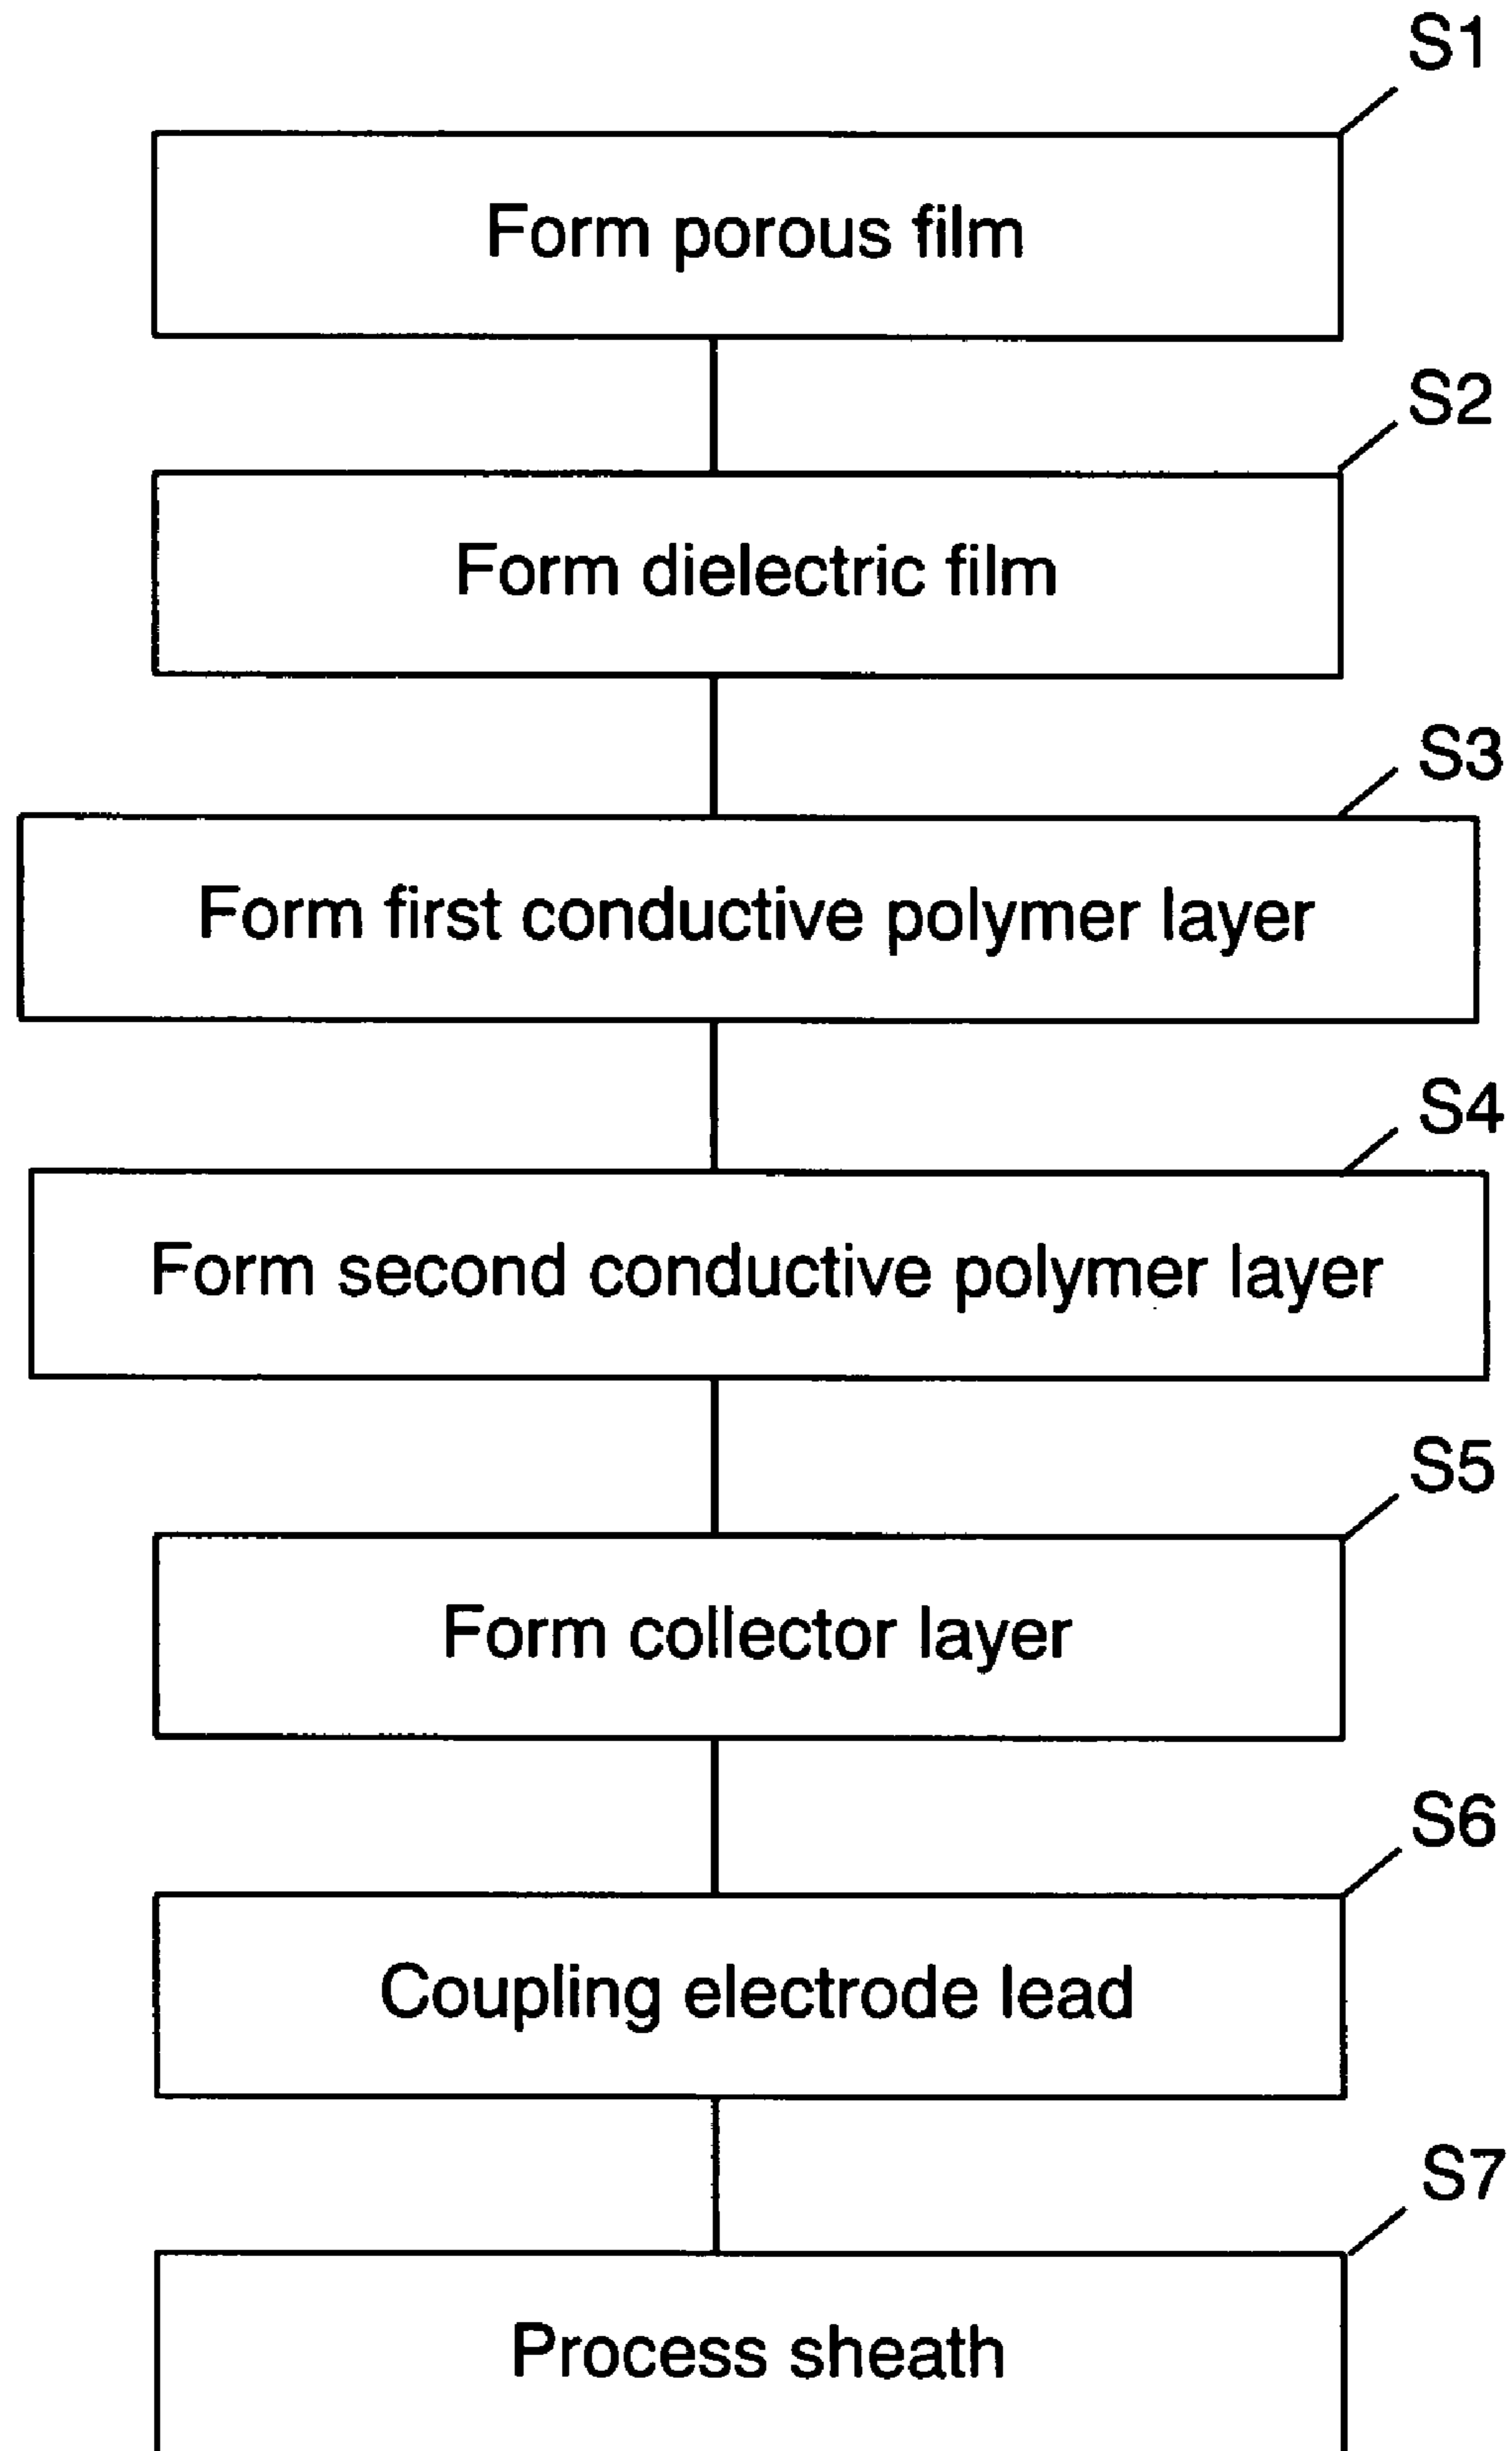 S1
Form porous film
S2
Form dielectric film
S3
Form first conductive polymer layer
S4
Form second conductive polymer layer
S5
Form collector layer
S6
Coupling electrode lead
S7
Process sheath